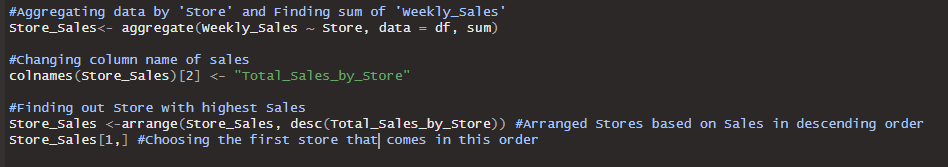 #Aggregating data by 'Store' and Finding sum of 'Weekly_Sales'
Store_Sales<- aggregate(Weekly_Sales ~ Store, data = df, sum)
#Changing column name of sales
colnames(Store_Sales)[2] <- "Total_Sales_by_Store"
#Finding out Store with highest Sales
Store_Sales <-arrange(Store_Sales, desc(Total_Sales_by_Store)) #Arranged Stores based on Sales in descending order
Store_Sales[1,] #Choosing the first store that comes in this order